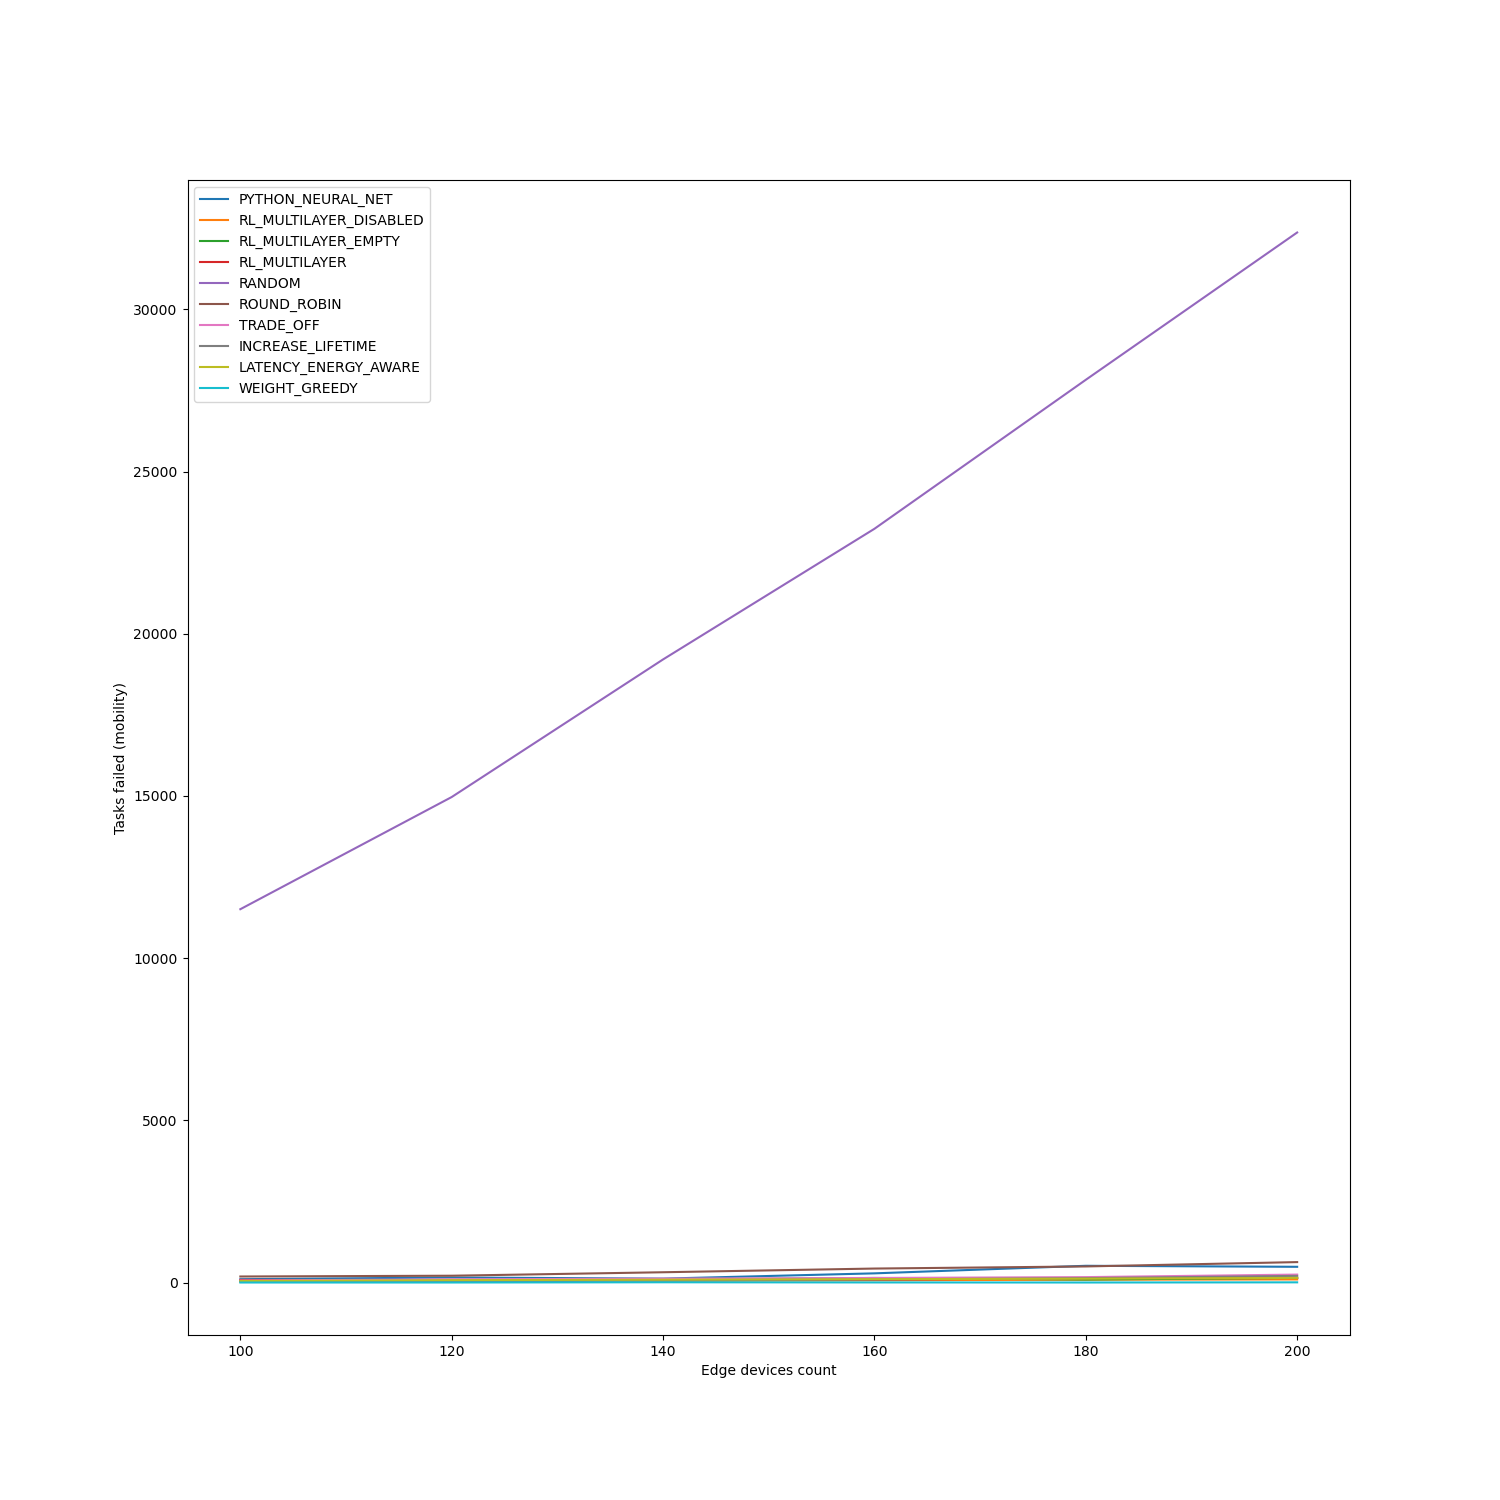 PYTHON_NEURAL_NET
RL_MULTILAYER_DISABLED
RL_MULTILAYER_EMPTY
RL_MULTILAYER
RANDOM
ROUND_ROBIN
TRADE_OFF
INCREASE_LIFETIME
LATENCY_ENERGY_AWARE
WEIGHT_GREEDY
30000
25000
20000
15000
10000
5000
0
Tasks failed (mobility)
100 120 140 160 180 200
Edge devices count